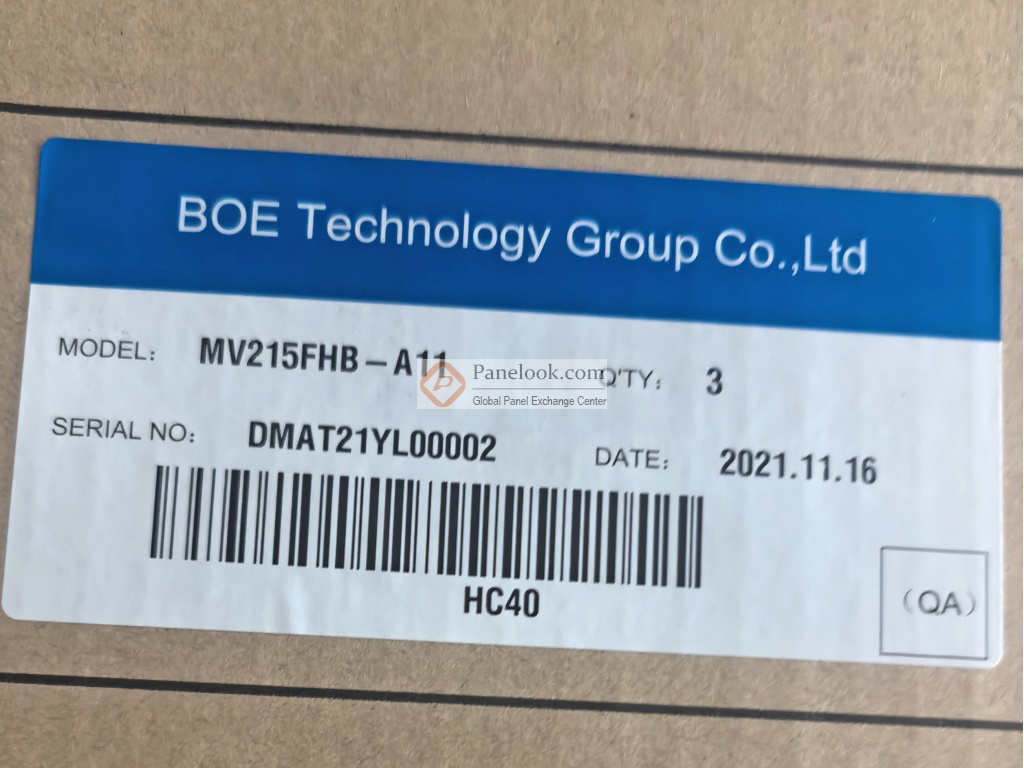 BOE Technology Group Co.,Ltd
MODEL: MV215FHB-A11 Q'TY: 3
Panelook.com
Global Panel Exchange Center
SERIAL NO: DMAT21YL00002 DATE: 2021.11.16
HC40
(QA)